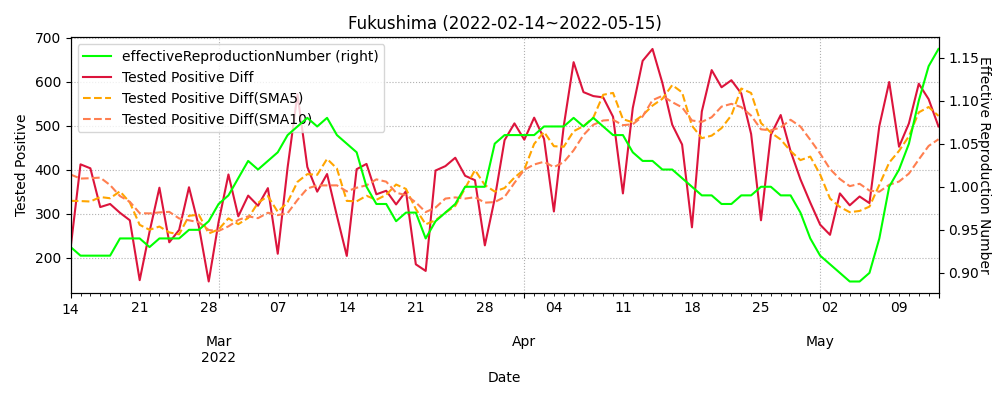 Fukushima (2022-02-14~2022-05-15)
effectiveReproductionNumber (right)
Tested Positive Diff
Tested Positive Diff(SMA5)
Tested Positive Diff(SMA10)
Tested Positive
700
600
500
400
300
200
1.15
1.10
1.05
1.00
0.95
0.90
Effective Reproduction Number
14 21 28 07 14 21 28 04 11 18 25 02 09
Mar Apr May
2022
Date